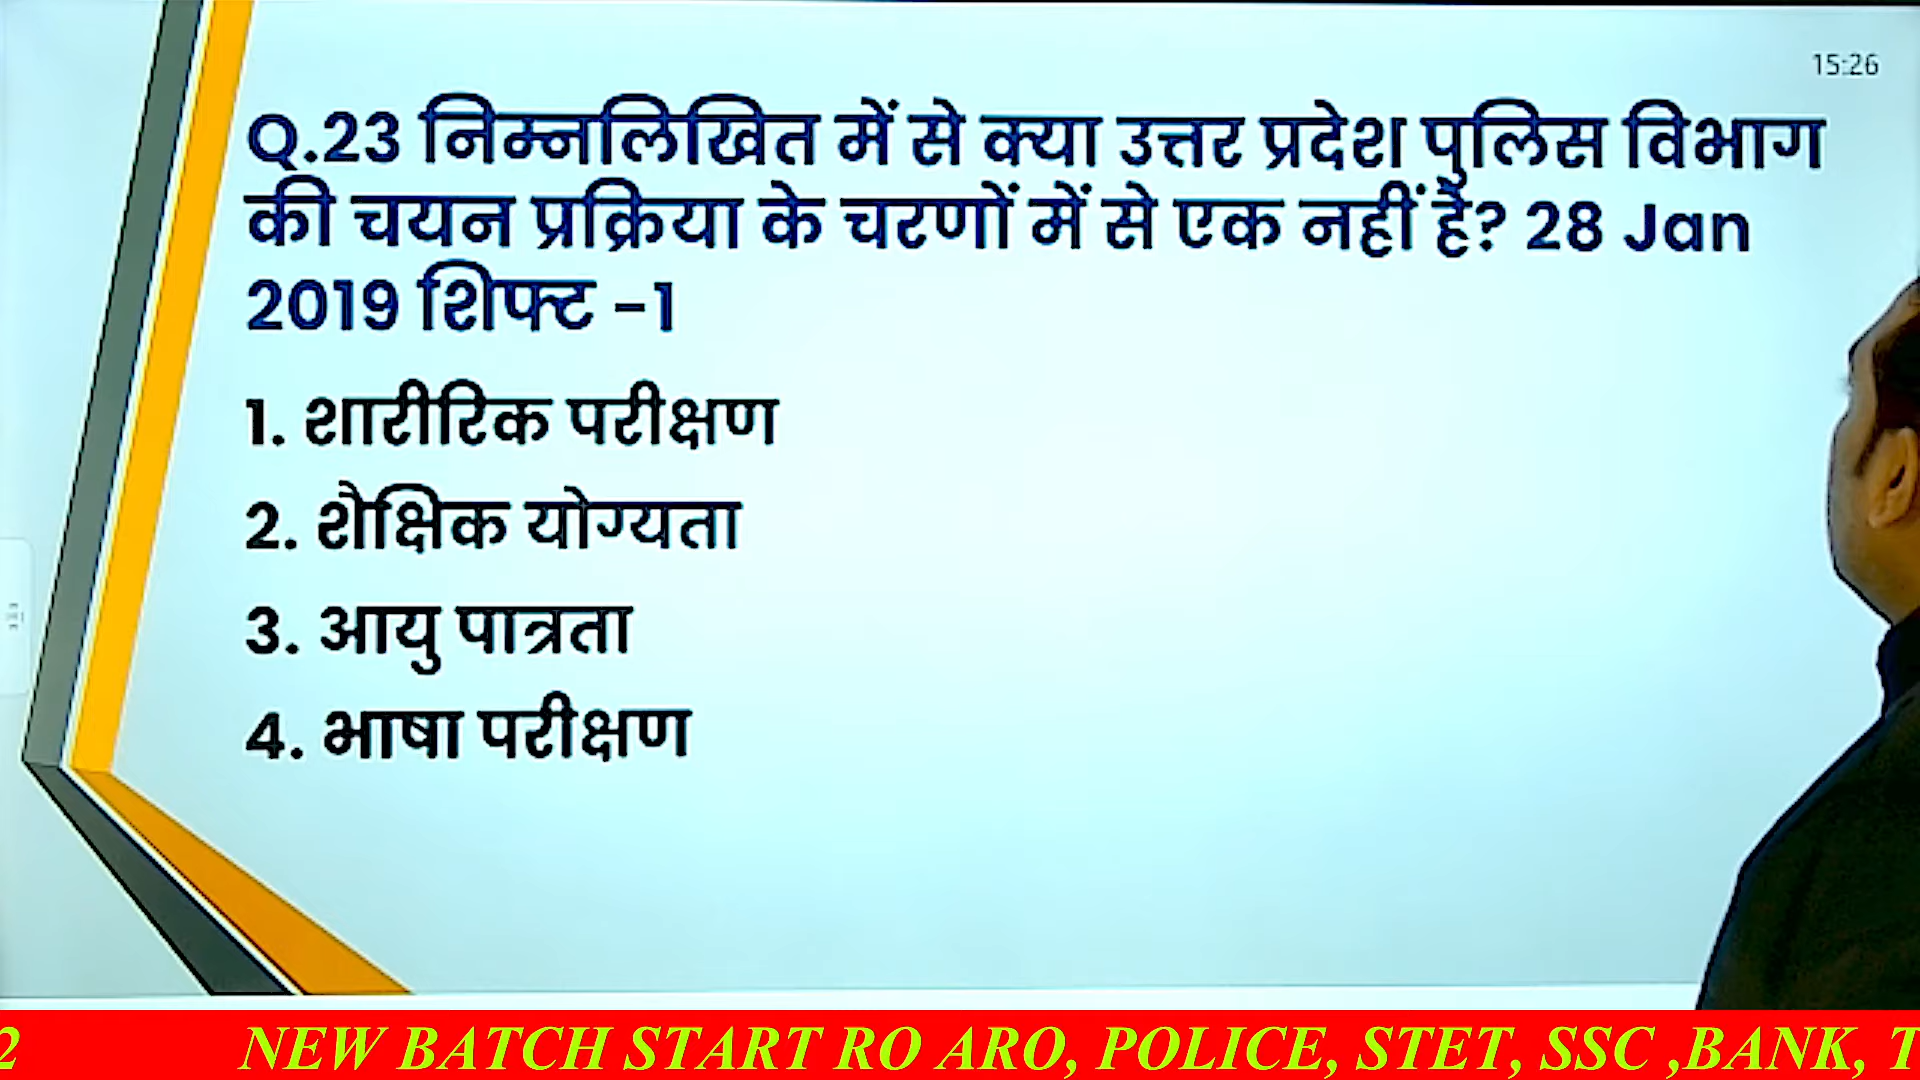 15:26
Q.23 निम्नलिखित में से क्या उत्तर प्रदेश पुलिस विभाग
की चयन प्रक्रिया के चरणों में से एक नहीं है? 28 Jan
2019 शिफ्ट -1
1. शारीरिक परीक्षण
2. शैक्षिक योग्यता
3. आयु पात्रता
4. भाषा परीक्षण
2 NEW BATCH START RO ARO, POLICE, STET, SSC ,BANK, T